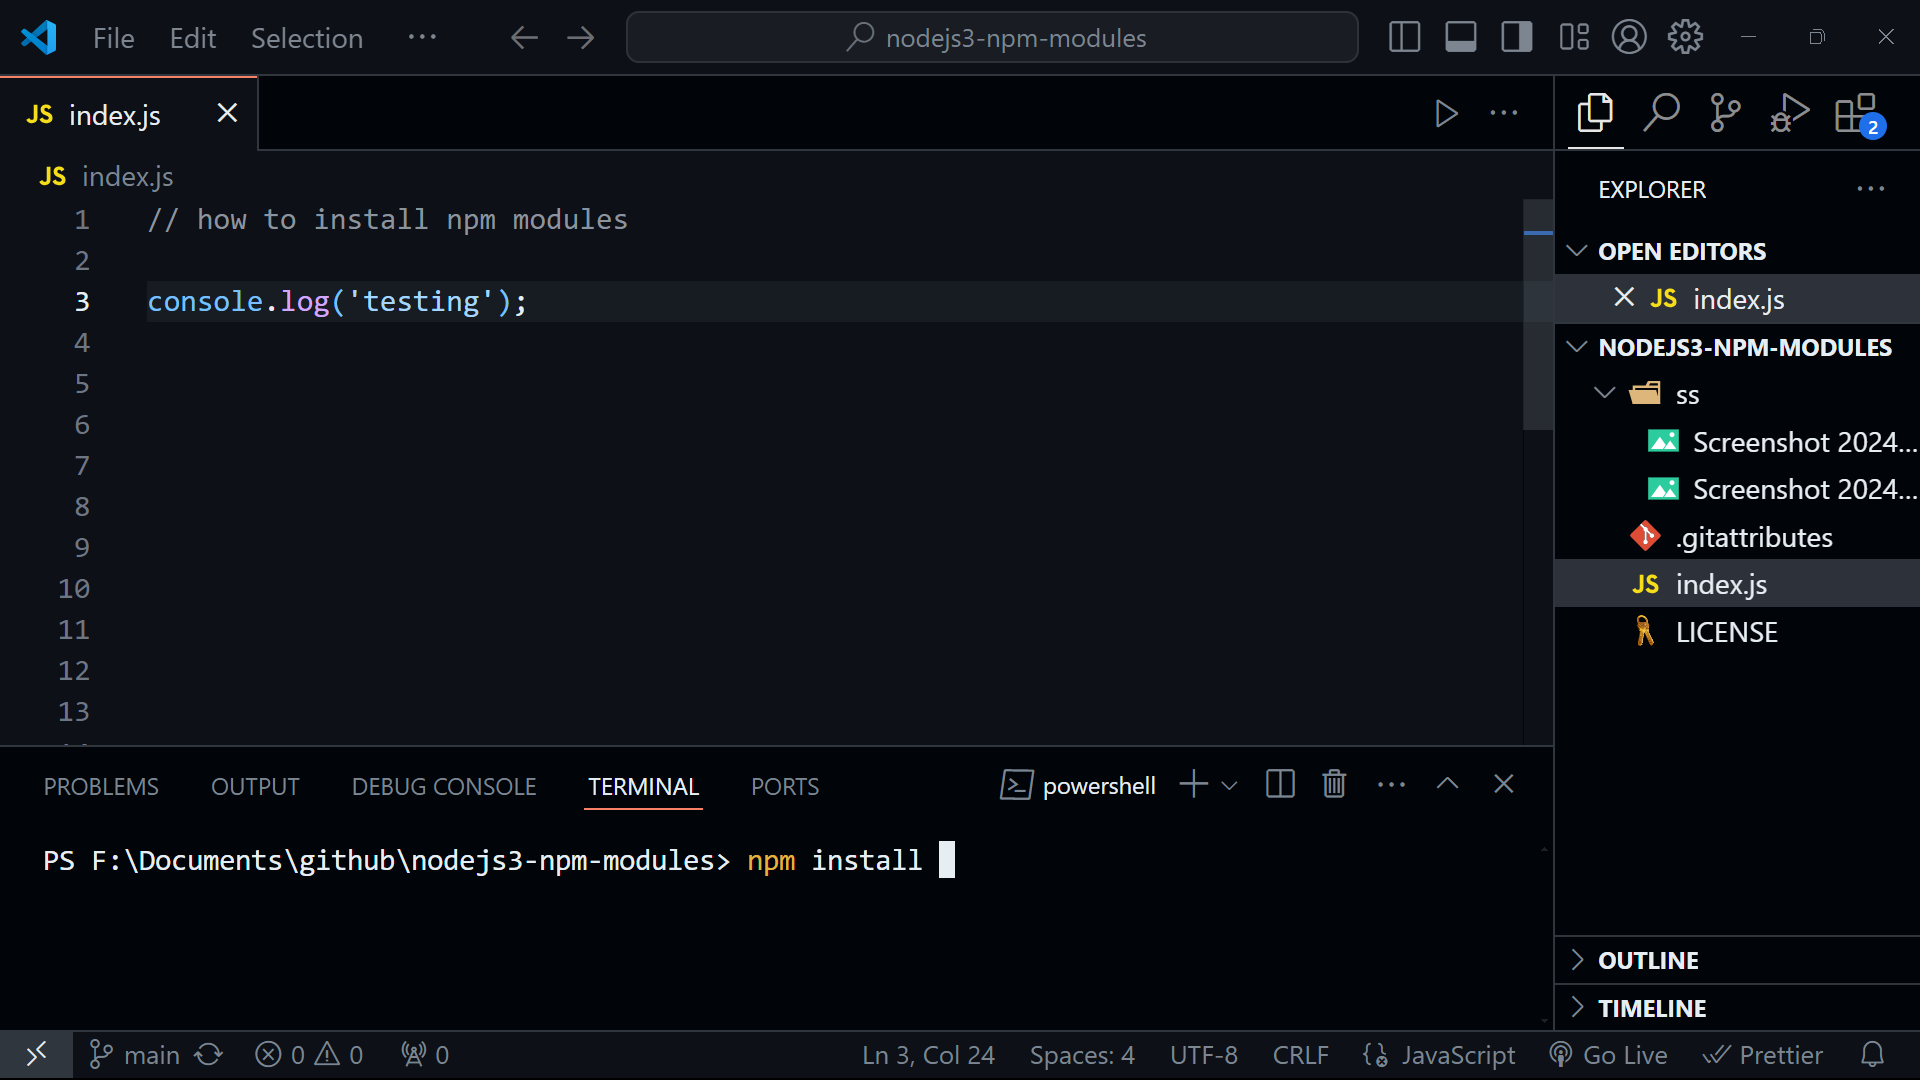 File Edit Selection ··· nodejs3-npm-modules
JS index.js
JS index.js
1 // how to install npm modules
2
3 console.log('testing');
4
5
6
7
8
9
10
11
12
13
2
EXPLORER
OPEN EDITORS
JS index.js
NODEJS3-NPM-MODULES
ss
Screenshot 2024...
Screenshot 2024...
.gitattributes
JS index.js
LICENSE
OUTLINE
TIMELINE
PROBLEMS OUTPUT DEBUG CONSOLE TERMINAL PORTS powershell
PS F:\Documents\github\nodejs3-npm-modules> npm install
main 0 0 0 Ln 3, Col 24 Spaces: 4 UTF-8 CRLF JavaScript Go Live Prettier